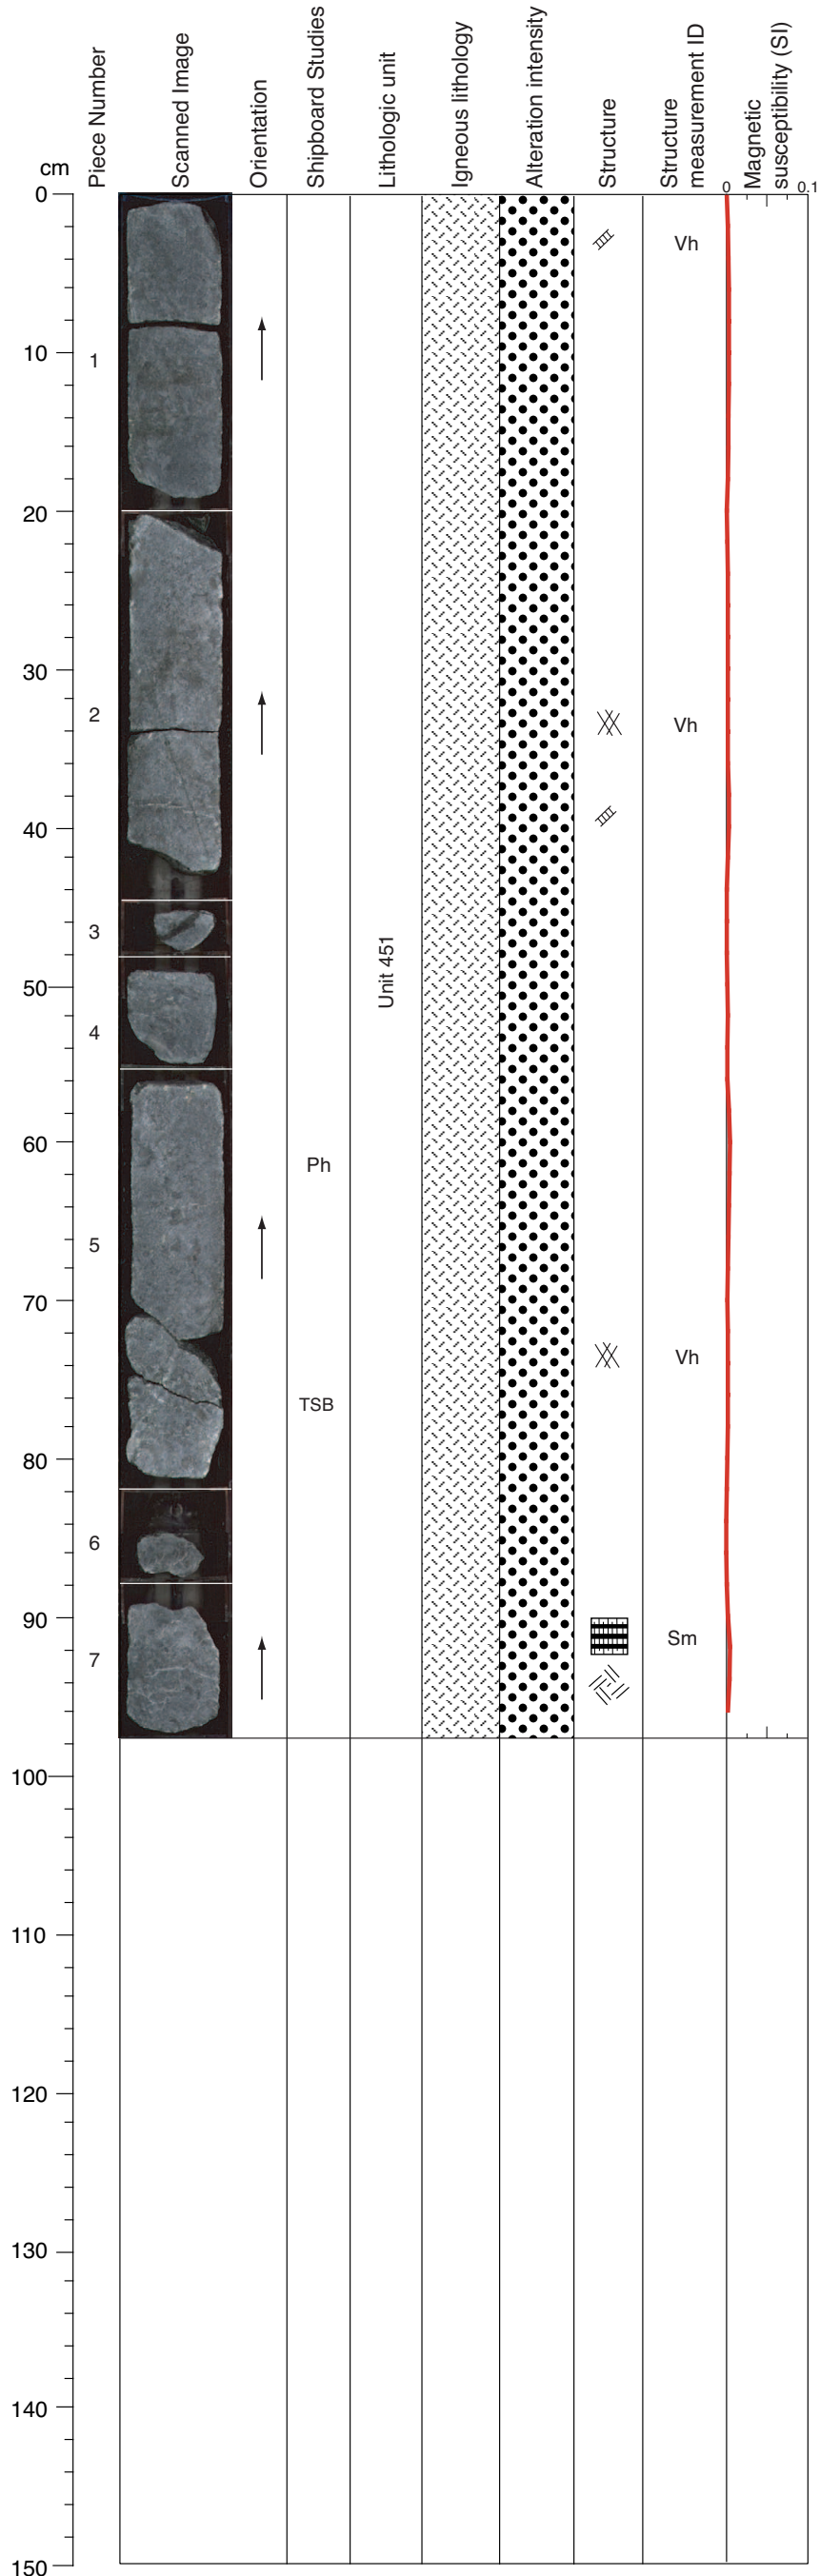 cm
Piece Number
Scanned Image
Orientation
Shipboard Studies
Lithologic unit
Igneous lithology
Alteration intensity
Structure
Structure
measurement ID
Magnetic
susceptibility (SI)
0 0.1
0
Vh
10
1
20
30
2
Vh
40
3
Unit 451
50
4
60
Ph
5
70
Vh
TSB
80
6
90
Sm
7
100
110
120
130
140
150